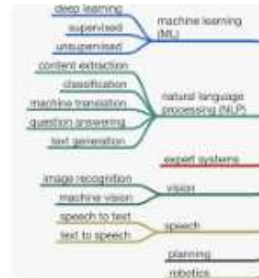 deep learning
supervised
unsupervised
machine learning
(ML)
content extraction
classification
machine translation
question answering
text generation
natural language
processing (NLP)
expert systems
image recognition
machine vision
vision
speech to text
text to speech
speech
planning
robotics